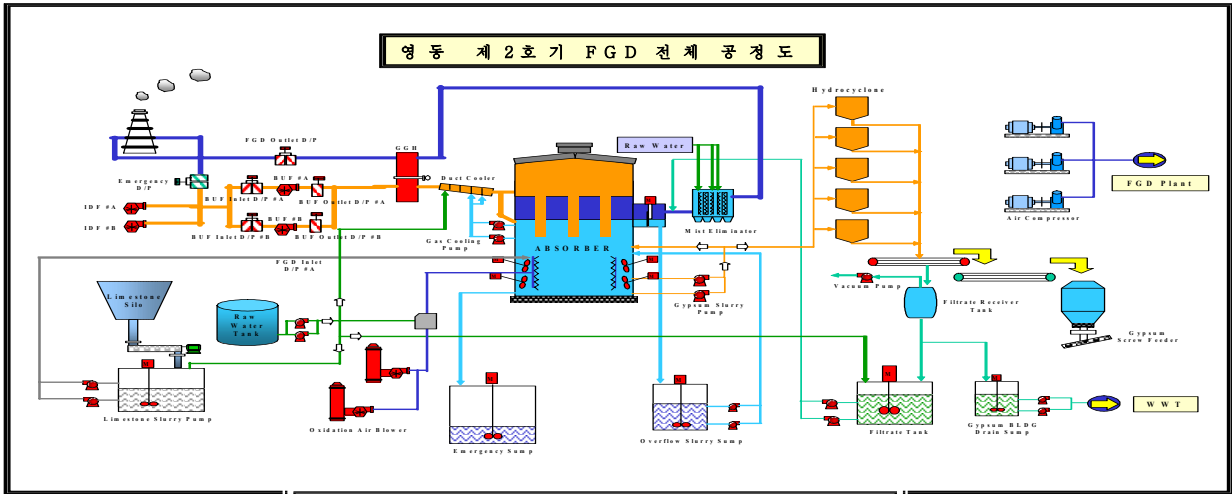 영동 제2호기 FGD 전체 공정도
Hydrocyclone
FGD Outlet D/P
GGH
Duct Cooler
Raw Water
Emergency
D/P
BUF #A
BUF Inlet D/P #A
BUF Outlet D/P #A
IDF #A
IDF #B
BUF #B
BUF Inlet D/P #B
BUF Outlet D/P #B
Gas Cooling
Pump
ABSORBER
M
Mist Eliminator
Air Compressor
FGD Plant
FGD Inlet
D/P #A
M
M
M
M
Gypsum Slurry
Pump
Vacuum Pump
Filtrate Receiver
Tank
Limestone
Silo
Raw
Water
Tank
Gypsum
Screw Feeder
M
M
M
M
M
Limestone Slurry Pump
Oxidation Air Blower
Emergency Sump
Overflow Slurry Sump
Filtrate Tank
Gypsum BLDG
Drain Sump
WWT